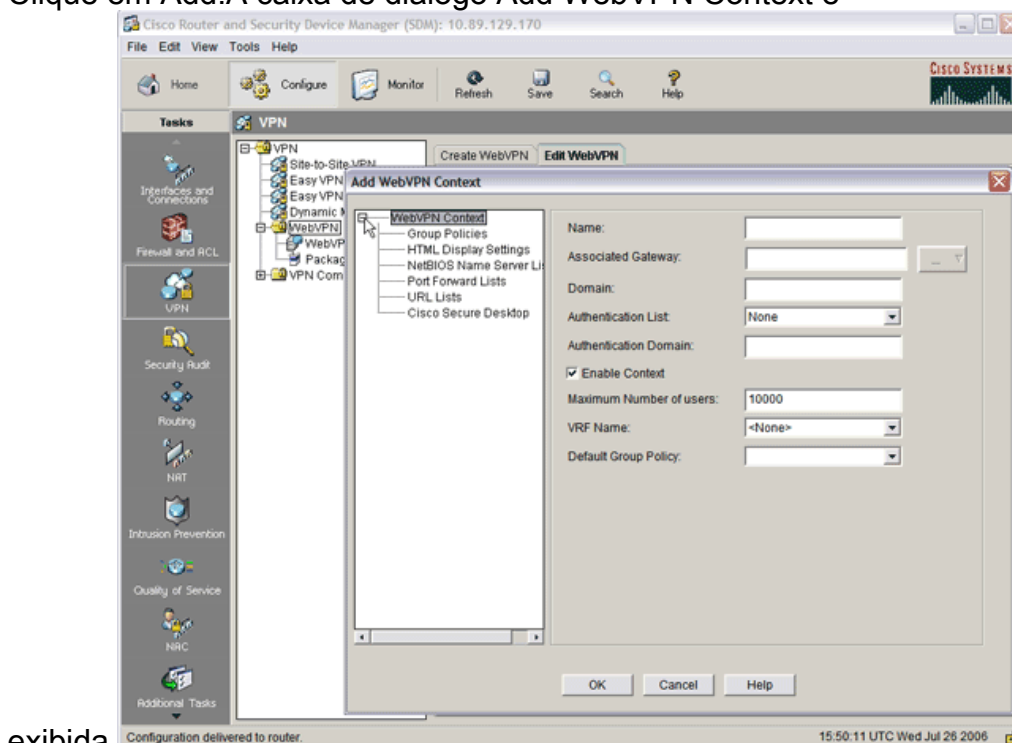 Clique em Add.A caixa de diálogo Add WebVPN Context é
Cisco Router and Security Device Manager (SDM): 10.89.129.170
File Edit View Tools Help
Home Configure Monitor Refresh Save Search Help
CISCO SYSTEMS
Tasks
VPN
Interfaces and Connections
Firewall and ACL
VPN
Security Audit
Routing
NAT
Intrusion Prevention
Quality of Service
NAC
Additional Tasks
VPN
Site-to-Site VPN
Easy VPN
Easy VPN
Dynamic M
WebVPN
WebVP
Packag
VPN Com
Create WebVPN Edit WebVPN
Add WebVPN Context
WebVPN Context
Group Policies
HTML Display Settings
NetBIOS Name Server Li
Port Forward Lists
URL Lists
Cisco Secure Desktop
Name:
Associated Gateway: ...
Domain:
Authentication List: None
Authentication Domain:
Enable Context
Maximum Number of users: 10000
VRF Name: <None>
Default Group Policy:
OK Cancel Help
exibida.
Configuration delivered to router. 15:50:11 UTC Wed Jul 26 2006